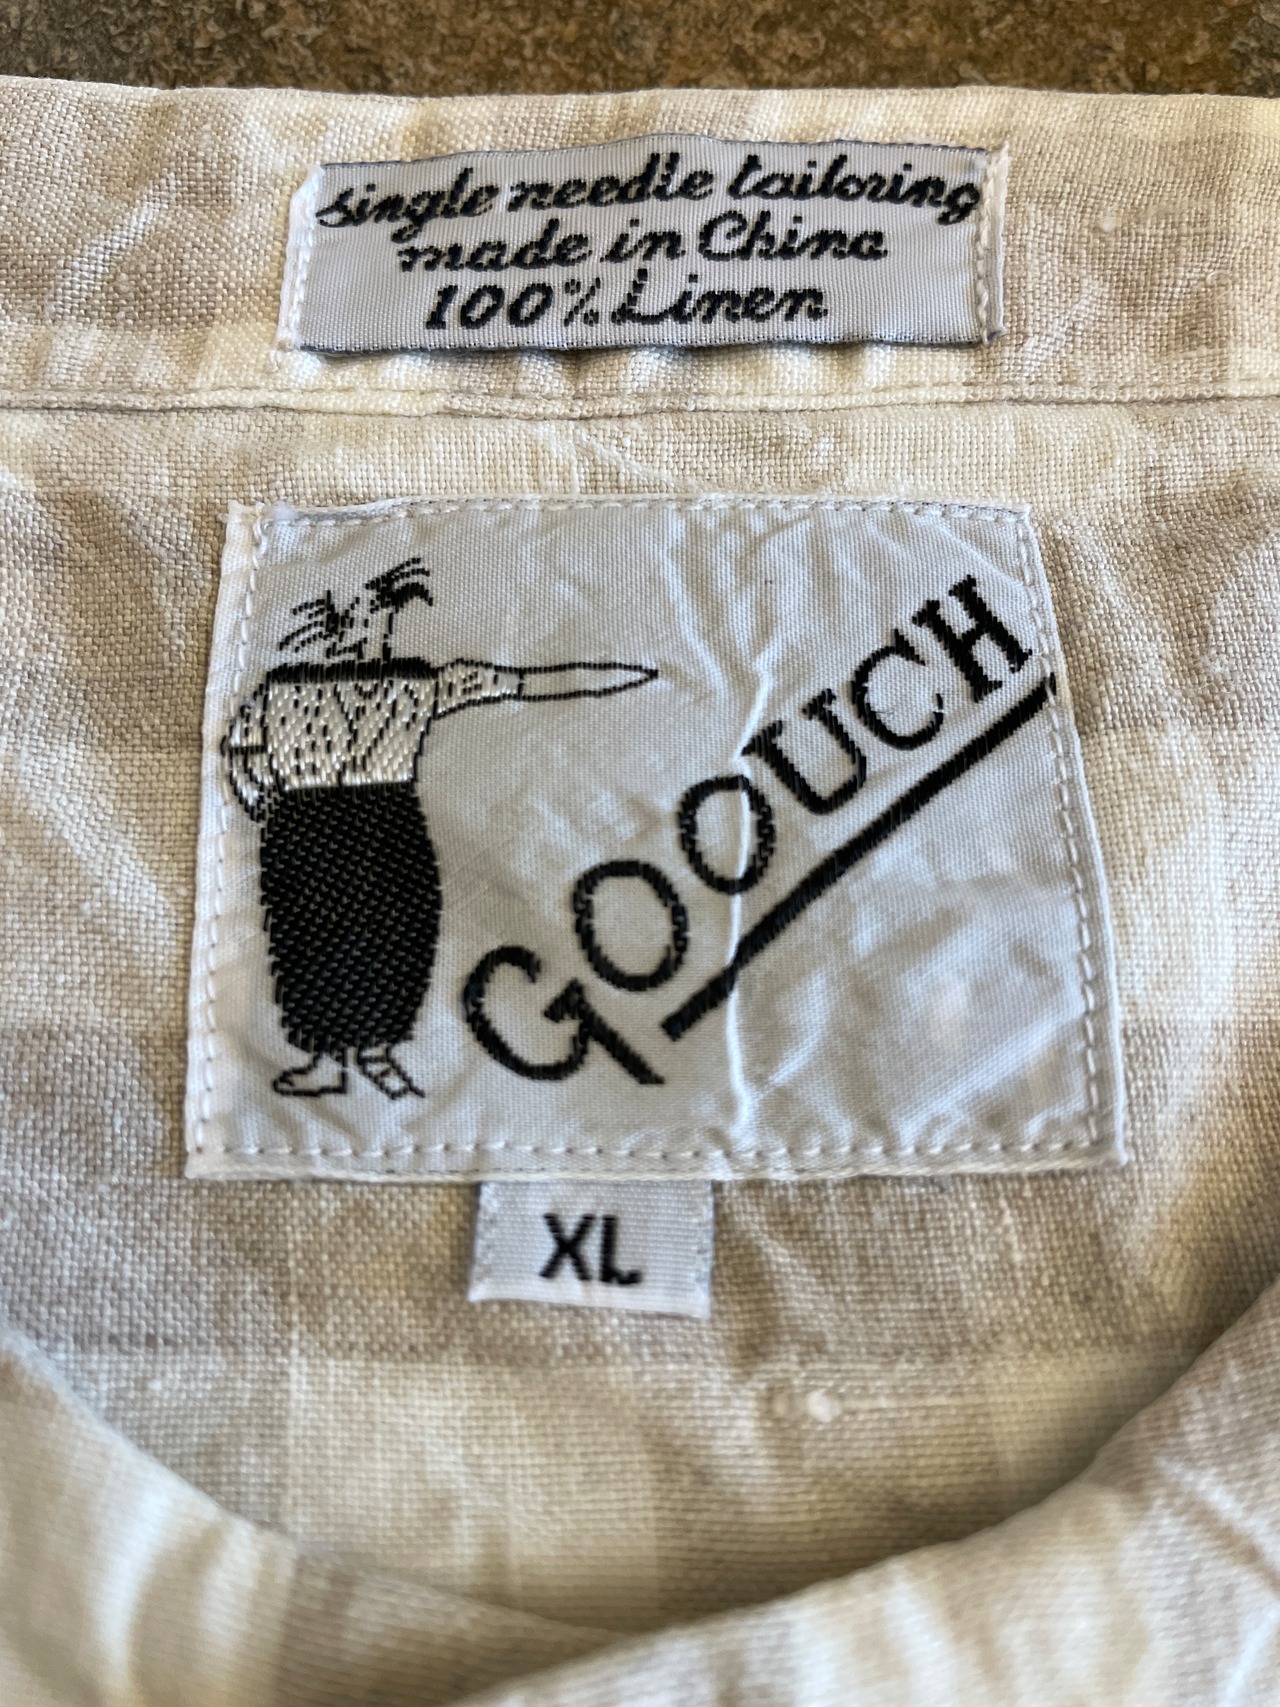 single needle tailoring
made in China
100% Linen
GOOUCH
XL